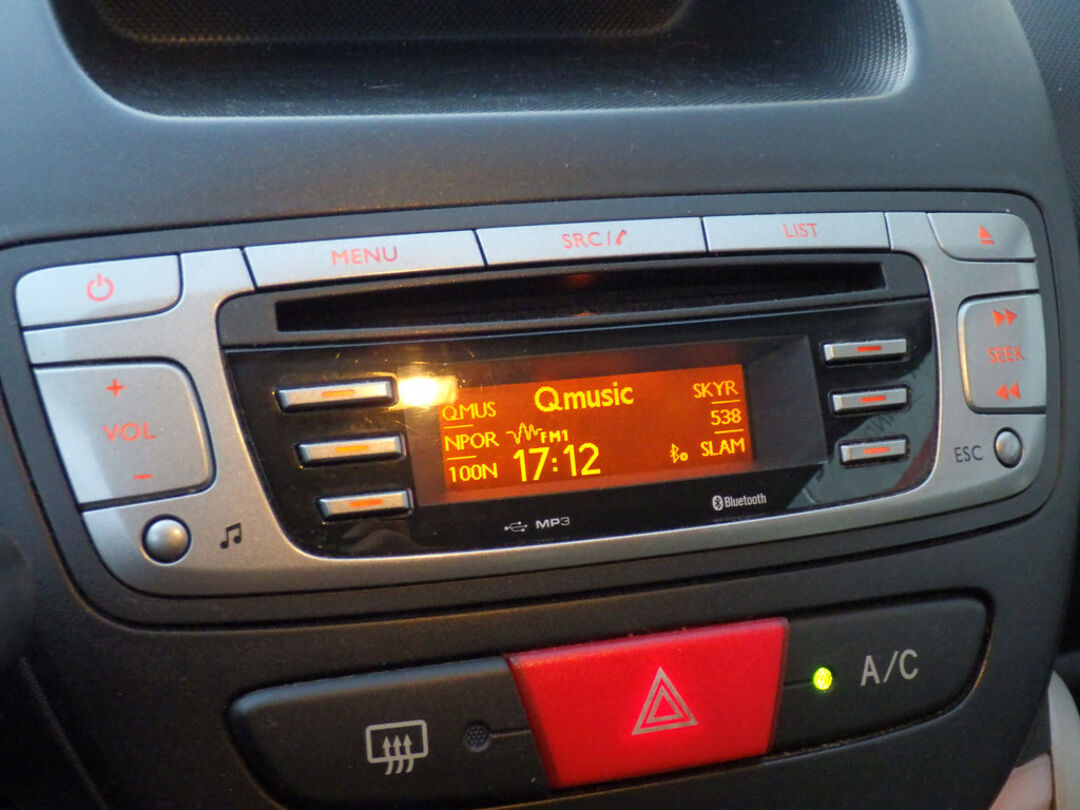 MENU
SRC/
LIST
+
VOL
-
SEEK
ESC
QMUS
Qmusic
SKYR
NPOR
FM1
538
100N
17:12
SLAM
MP3
Bluetooth
A/C